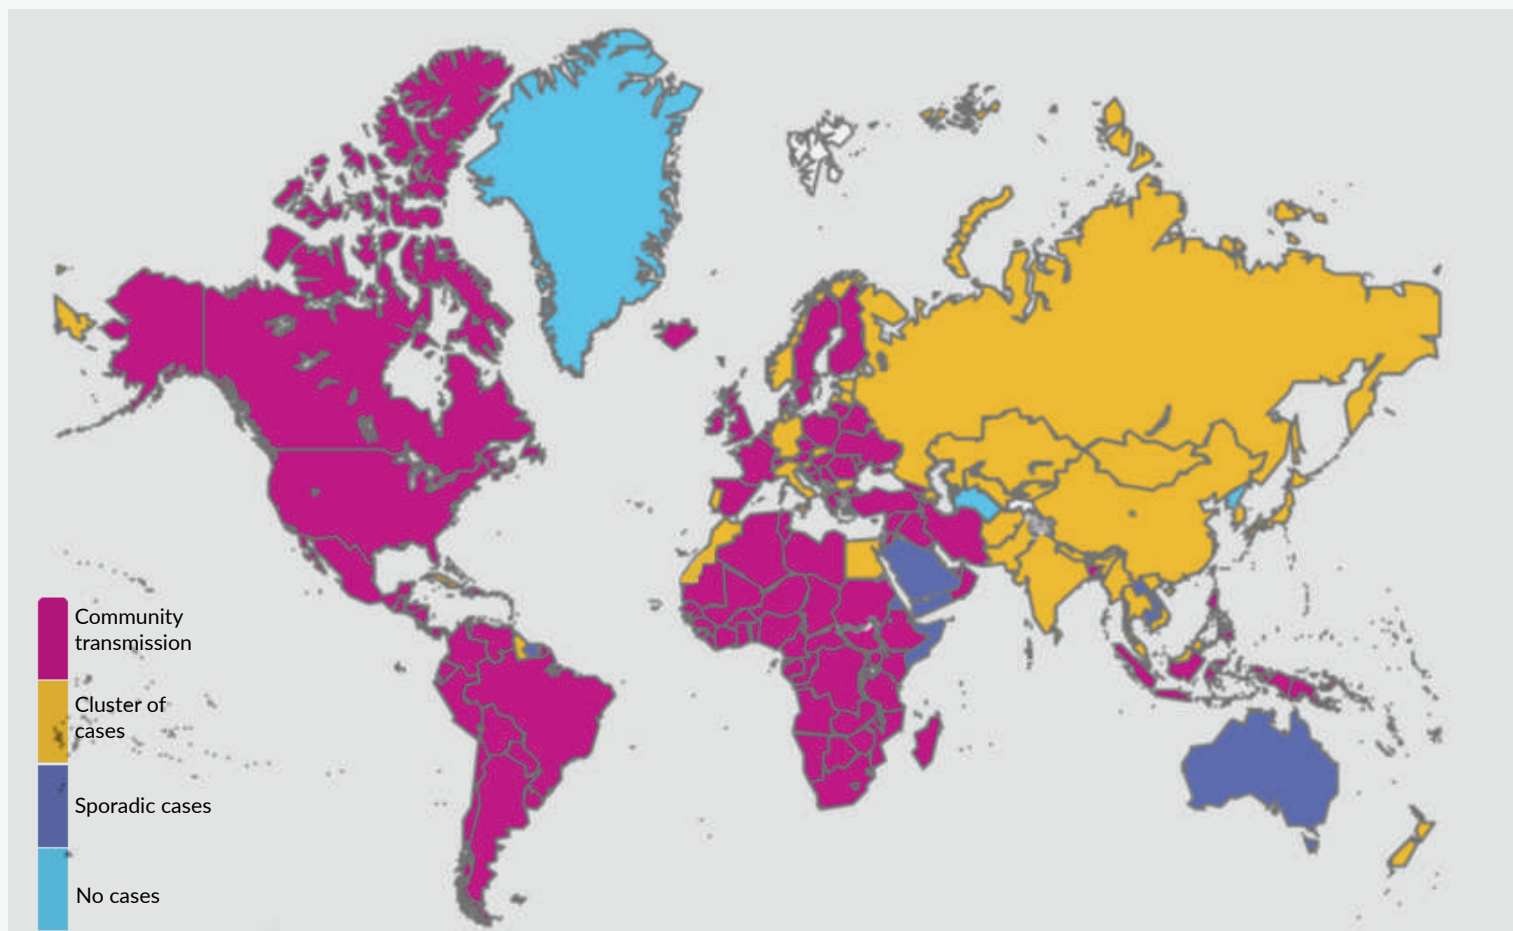 Community
transmission
Cluster of
cases
Sporadic cases
No cases